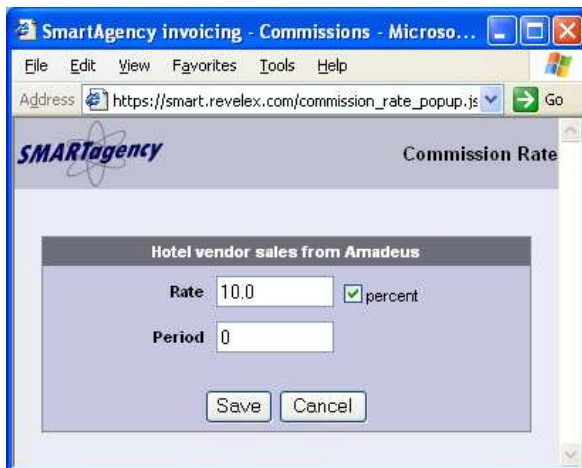 SmartAgency invoicing - Commissions - Microso...
File Edit View Favorites Tools Help
Address https://smart.revelex.com/commission_rate_popup.js Go
SMARTagency Commission Rate
Hotel vendor sales from Amadeus
Rate 10.0 percent
Period 0
Save Cancel